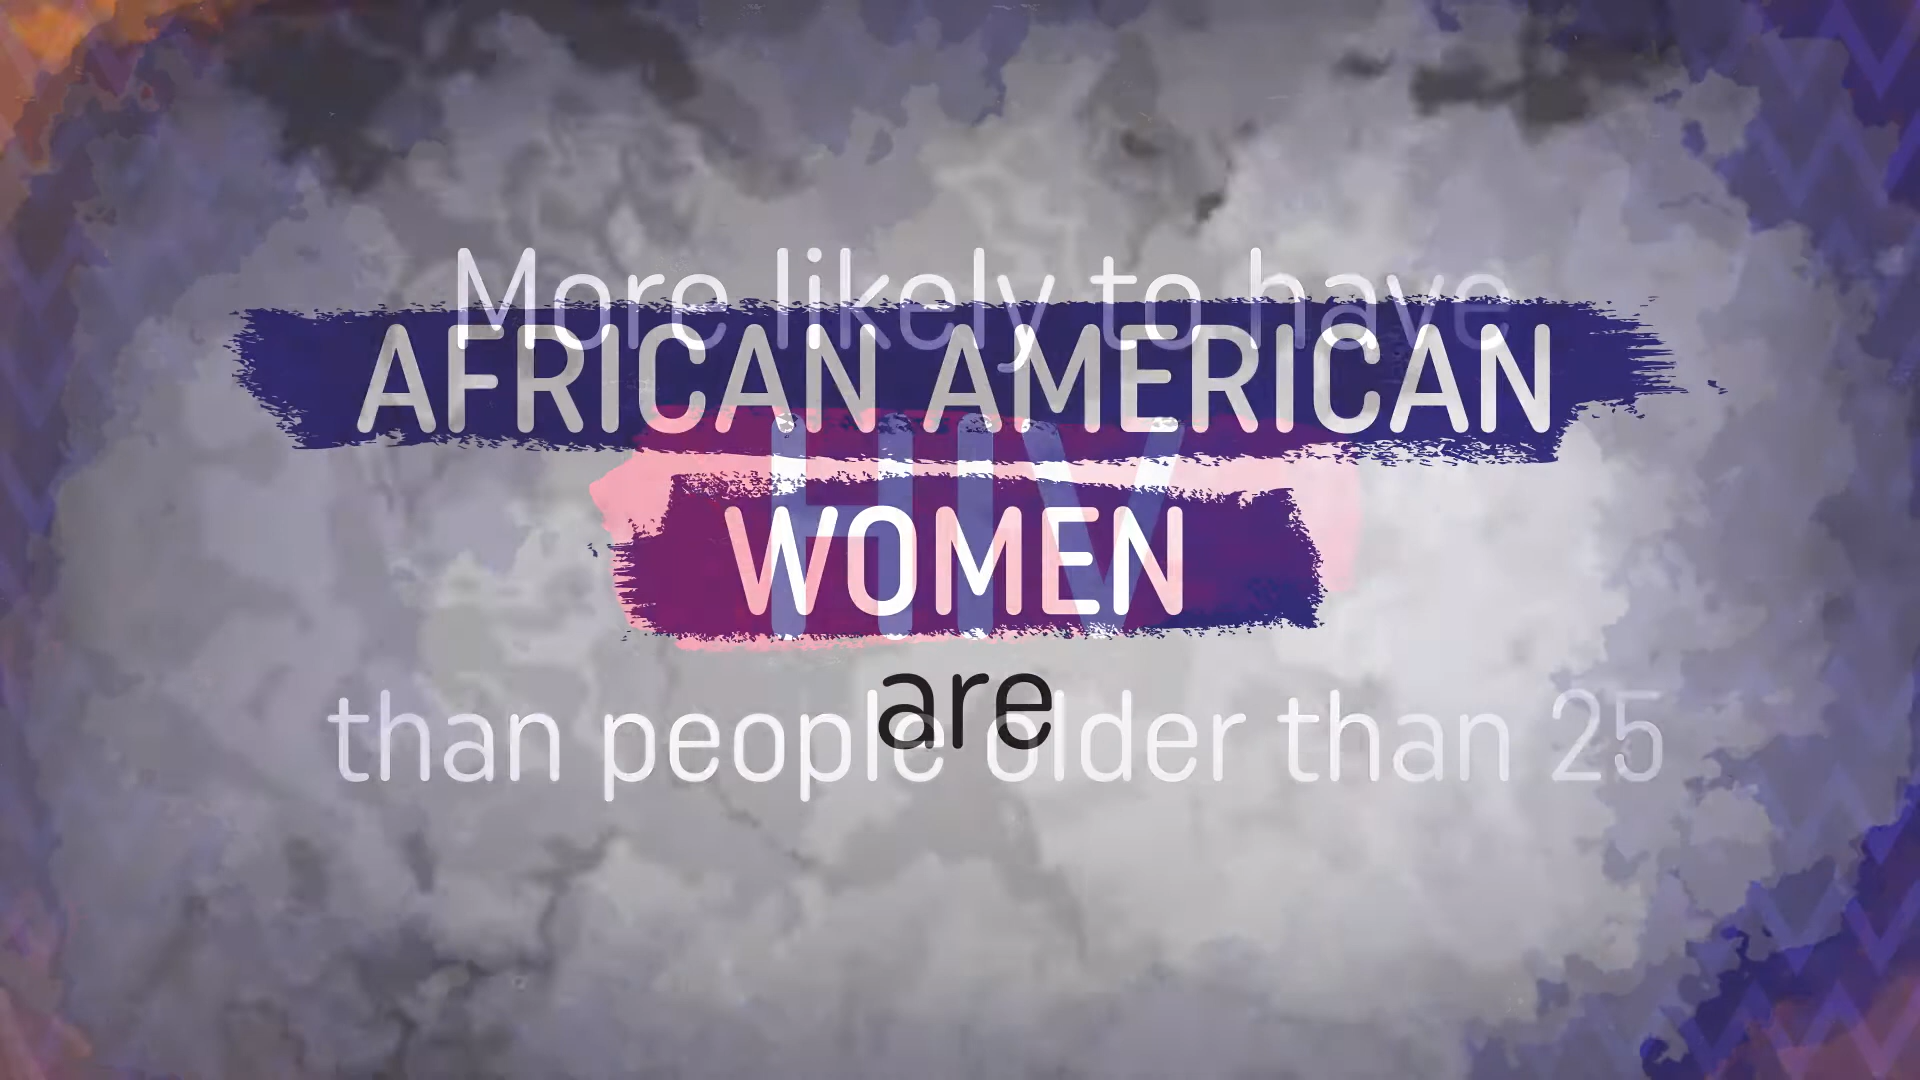 More likely to have
AFRICAN AMERICAN
HIV
WOMEN
are
than people older than 25